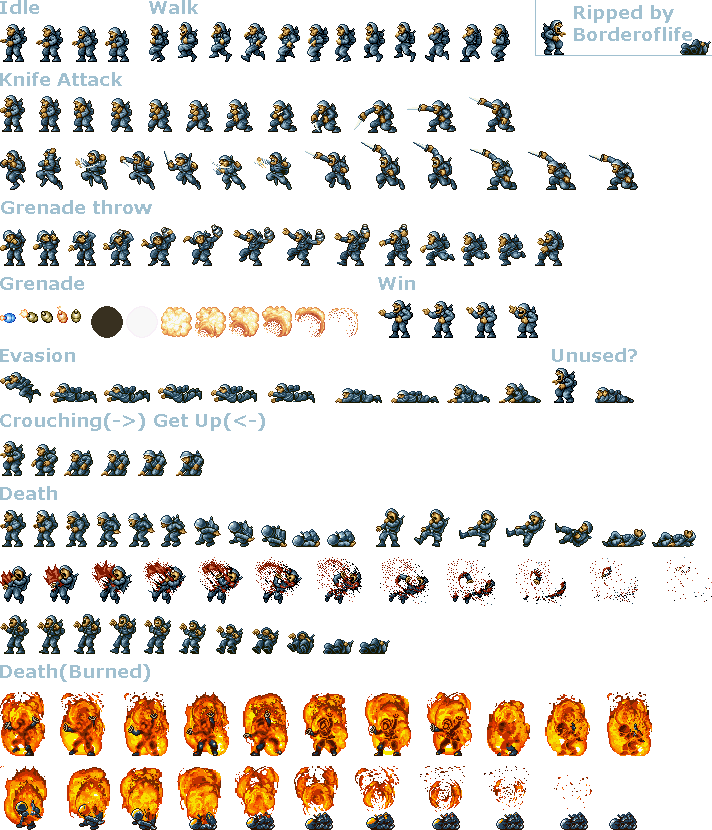 Idle
Walk
Ripped by
Borderoflife
Knife Attack
Grenade throw
Grenade
Win
Evasion
Unused?
Crouching(->) Get Up(<-)
Death
Death(Burned)